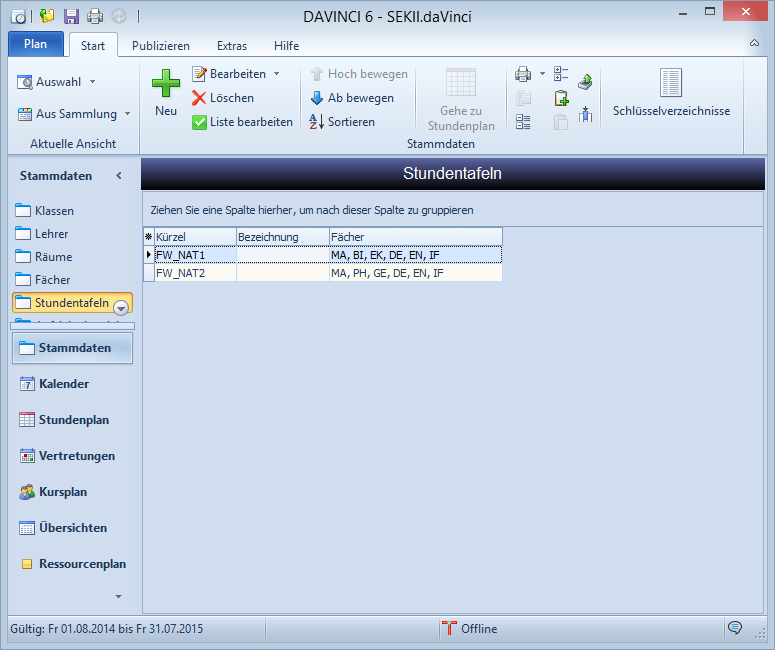 DAVINCI 6 - SEKII.daVinci
Plan Start Publizieren Extras Hilfe
Auswahl
Aus Sammlung
Aktuelle Ansicht
Neu
Bearbeiten
Löschen
Liste bearbeiten
Hoch bewegen
Ab bewegen
Sortieren
Gehe zu
Stundenplan
Schlüsselverzeichnisse
Stammdaten
Stammdaten
Klassen
Lehrer
Räume
Fächer
Stundentafeln
Stammdaten
Kalender
Stundenplan
Vertretungen
Kursplan
Übersichten
Ressourcenplan
Stundentafeln
Ziehen Sie eine Spalte hierher, um nach dieser Spalte zu gruppieren
Kürzel Bezeichnung Fächer
FW_NAT1 MA, BI, EK, DE, EN, IF
FW_NAT2 MA, PH, GE, DE, EN, IF
Gültig: Fr 01.08.2014 bis Fr 31.07.2015 Offline